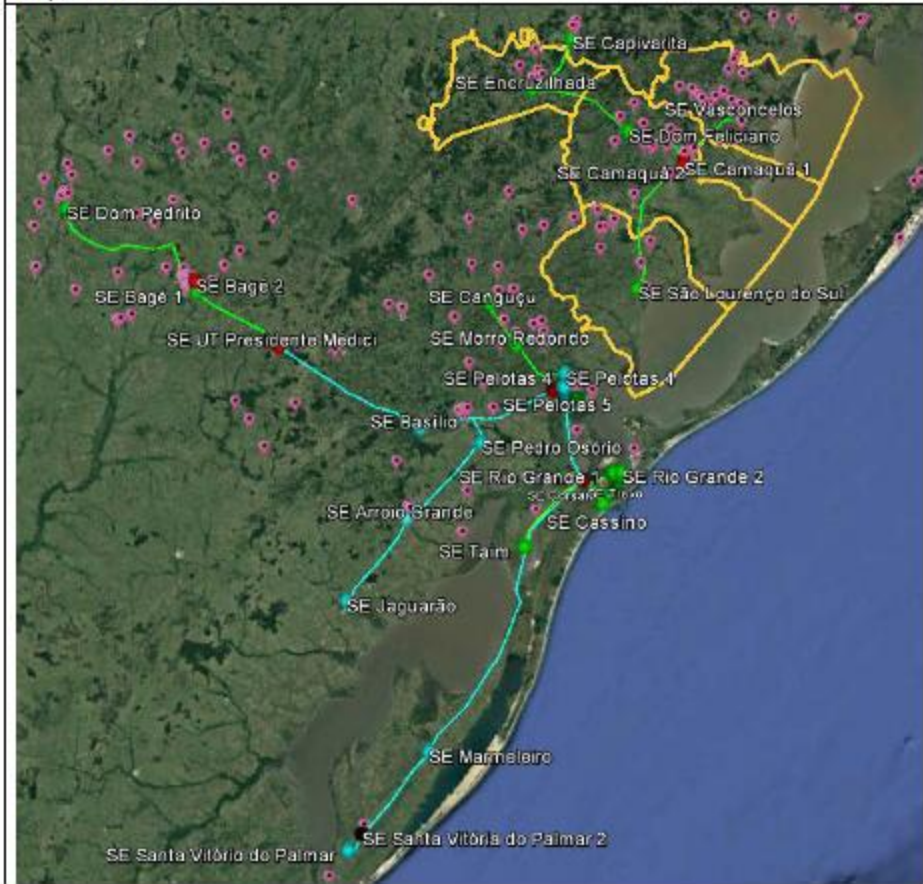 SE Capivarita
SE Encruzilhada
SE Vasconcelos
SE Dom Feliciano
SE Camaquã 2
SE Camaquã 1
SE Dom Pedrito
SE Bagé 1
SE Bagé 2
SE Canguçu
SE São Lourenço do Sul
SE UT Presidente Médici
SE Morro Redondo
SE Pelotas 4
SE Pelotas 1
SE Pelotas 5
SE Basílio
SE Pedro Osório
SE Rio Grande 1
SE Rio Grande 2
SE Arroio Grande
SE Cassino
SE Taim
SE Jaguarão
SE Marmeleiro
SE Santa Vitória do Palmar 2
SE Santa Vitório do Palmar